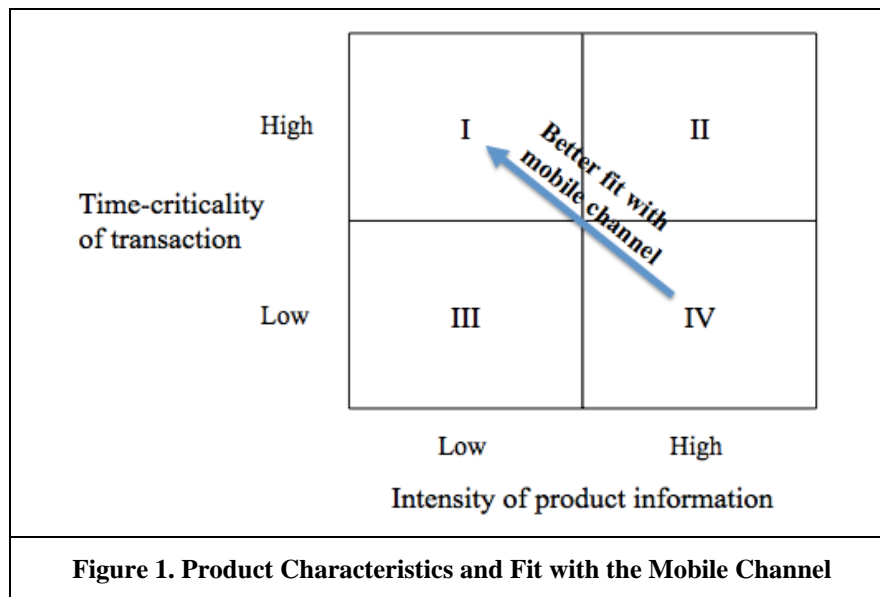 High
I
II
Better fit with
mobile channel
Time-criticality
of transaction
Low
III
IV
Low
High
Intensity of product information
Figure 1. Product Characteristics and Fit with the Mobile Channel